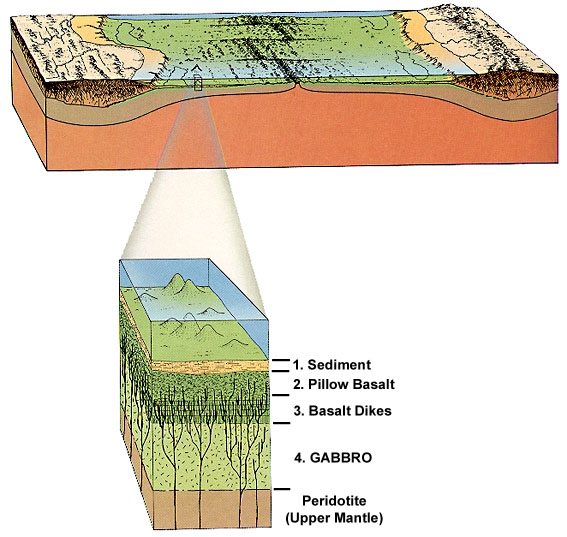 1. Sediment
2. Pillow Basalt
3. Basalt Dikes
4. GABBRO
Peridotite
(Upper Mantle)